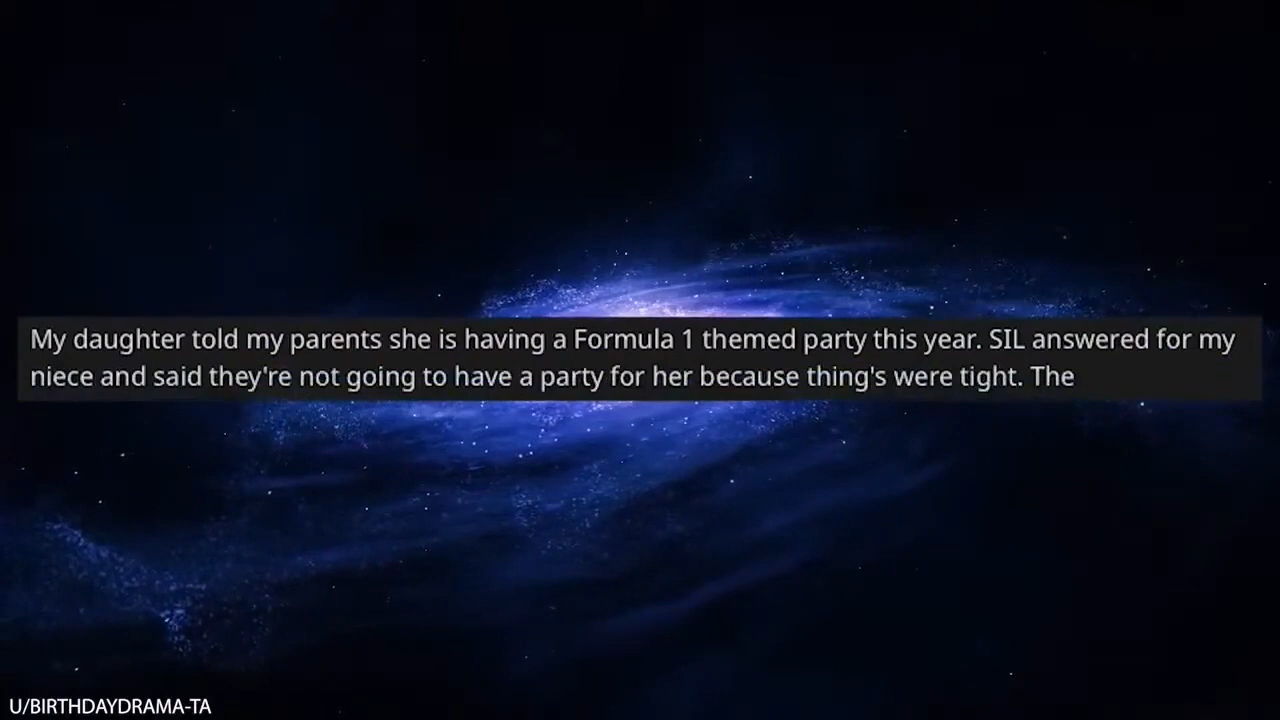 My daughter told my parents she is having a Formula 1 themed party this year. SIL answered for my
niece and said they're not going to have a party for her because thing's were tight. The
U/BIRTHDAYDRAMA-TA